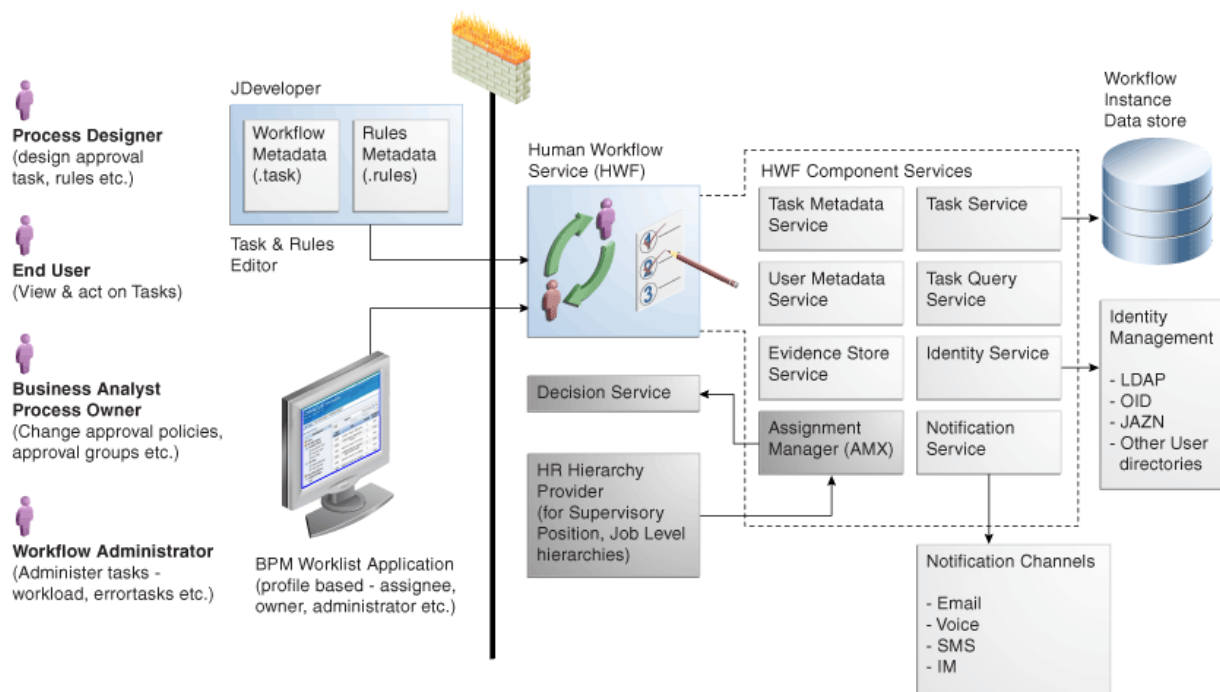 Process Designer
(design approval
task, rules etc.)
End User
(View & act on Tasks)
Business Analyst
Process Owner
(Change approval policies,
approval groups etc.)
Workflow Administrator
(Administer tasks -
workload, errortasks etc.)
JDeveloper
Workflow
Metadata
(.task)
Rules
Metadata
(.rules)
Task & Rules
Editor
BPM Worklist Application
(profile based - assignee,
owner, administrator etc.)
Human Workflow
Service (HWF)
1
2
3
Decision Service
HR Hierarchy
Provider
(for Supervisory
Position, Job Level
hierarchies)
HWF Component Services
Task Metadata
Service
Task Service
User Metadata
Service
Task Query
Service
Evidence Store
Service
Identity Service
Assignment
Manager (AMX)
Notification
Service
Workflow
Instance
Data store
Identity
Management
- LDAP
- OID
- JAZN
- Other User
directories
Notification Channels
- Email
- Voice
- SMS
- IM